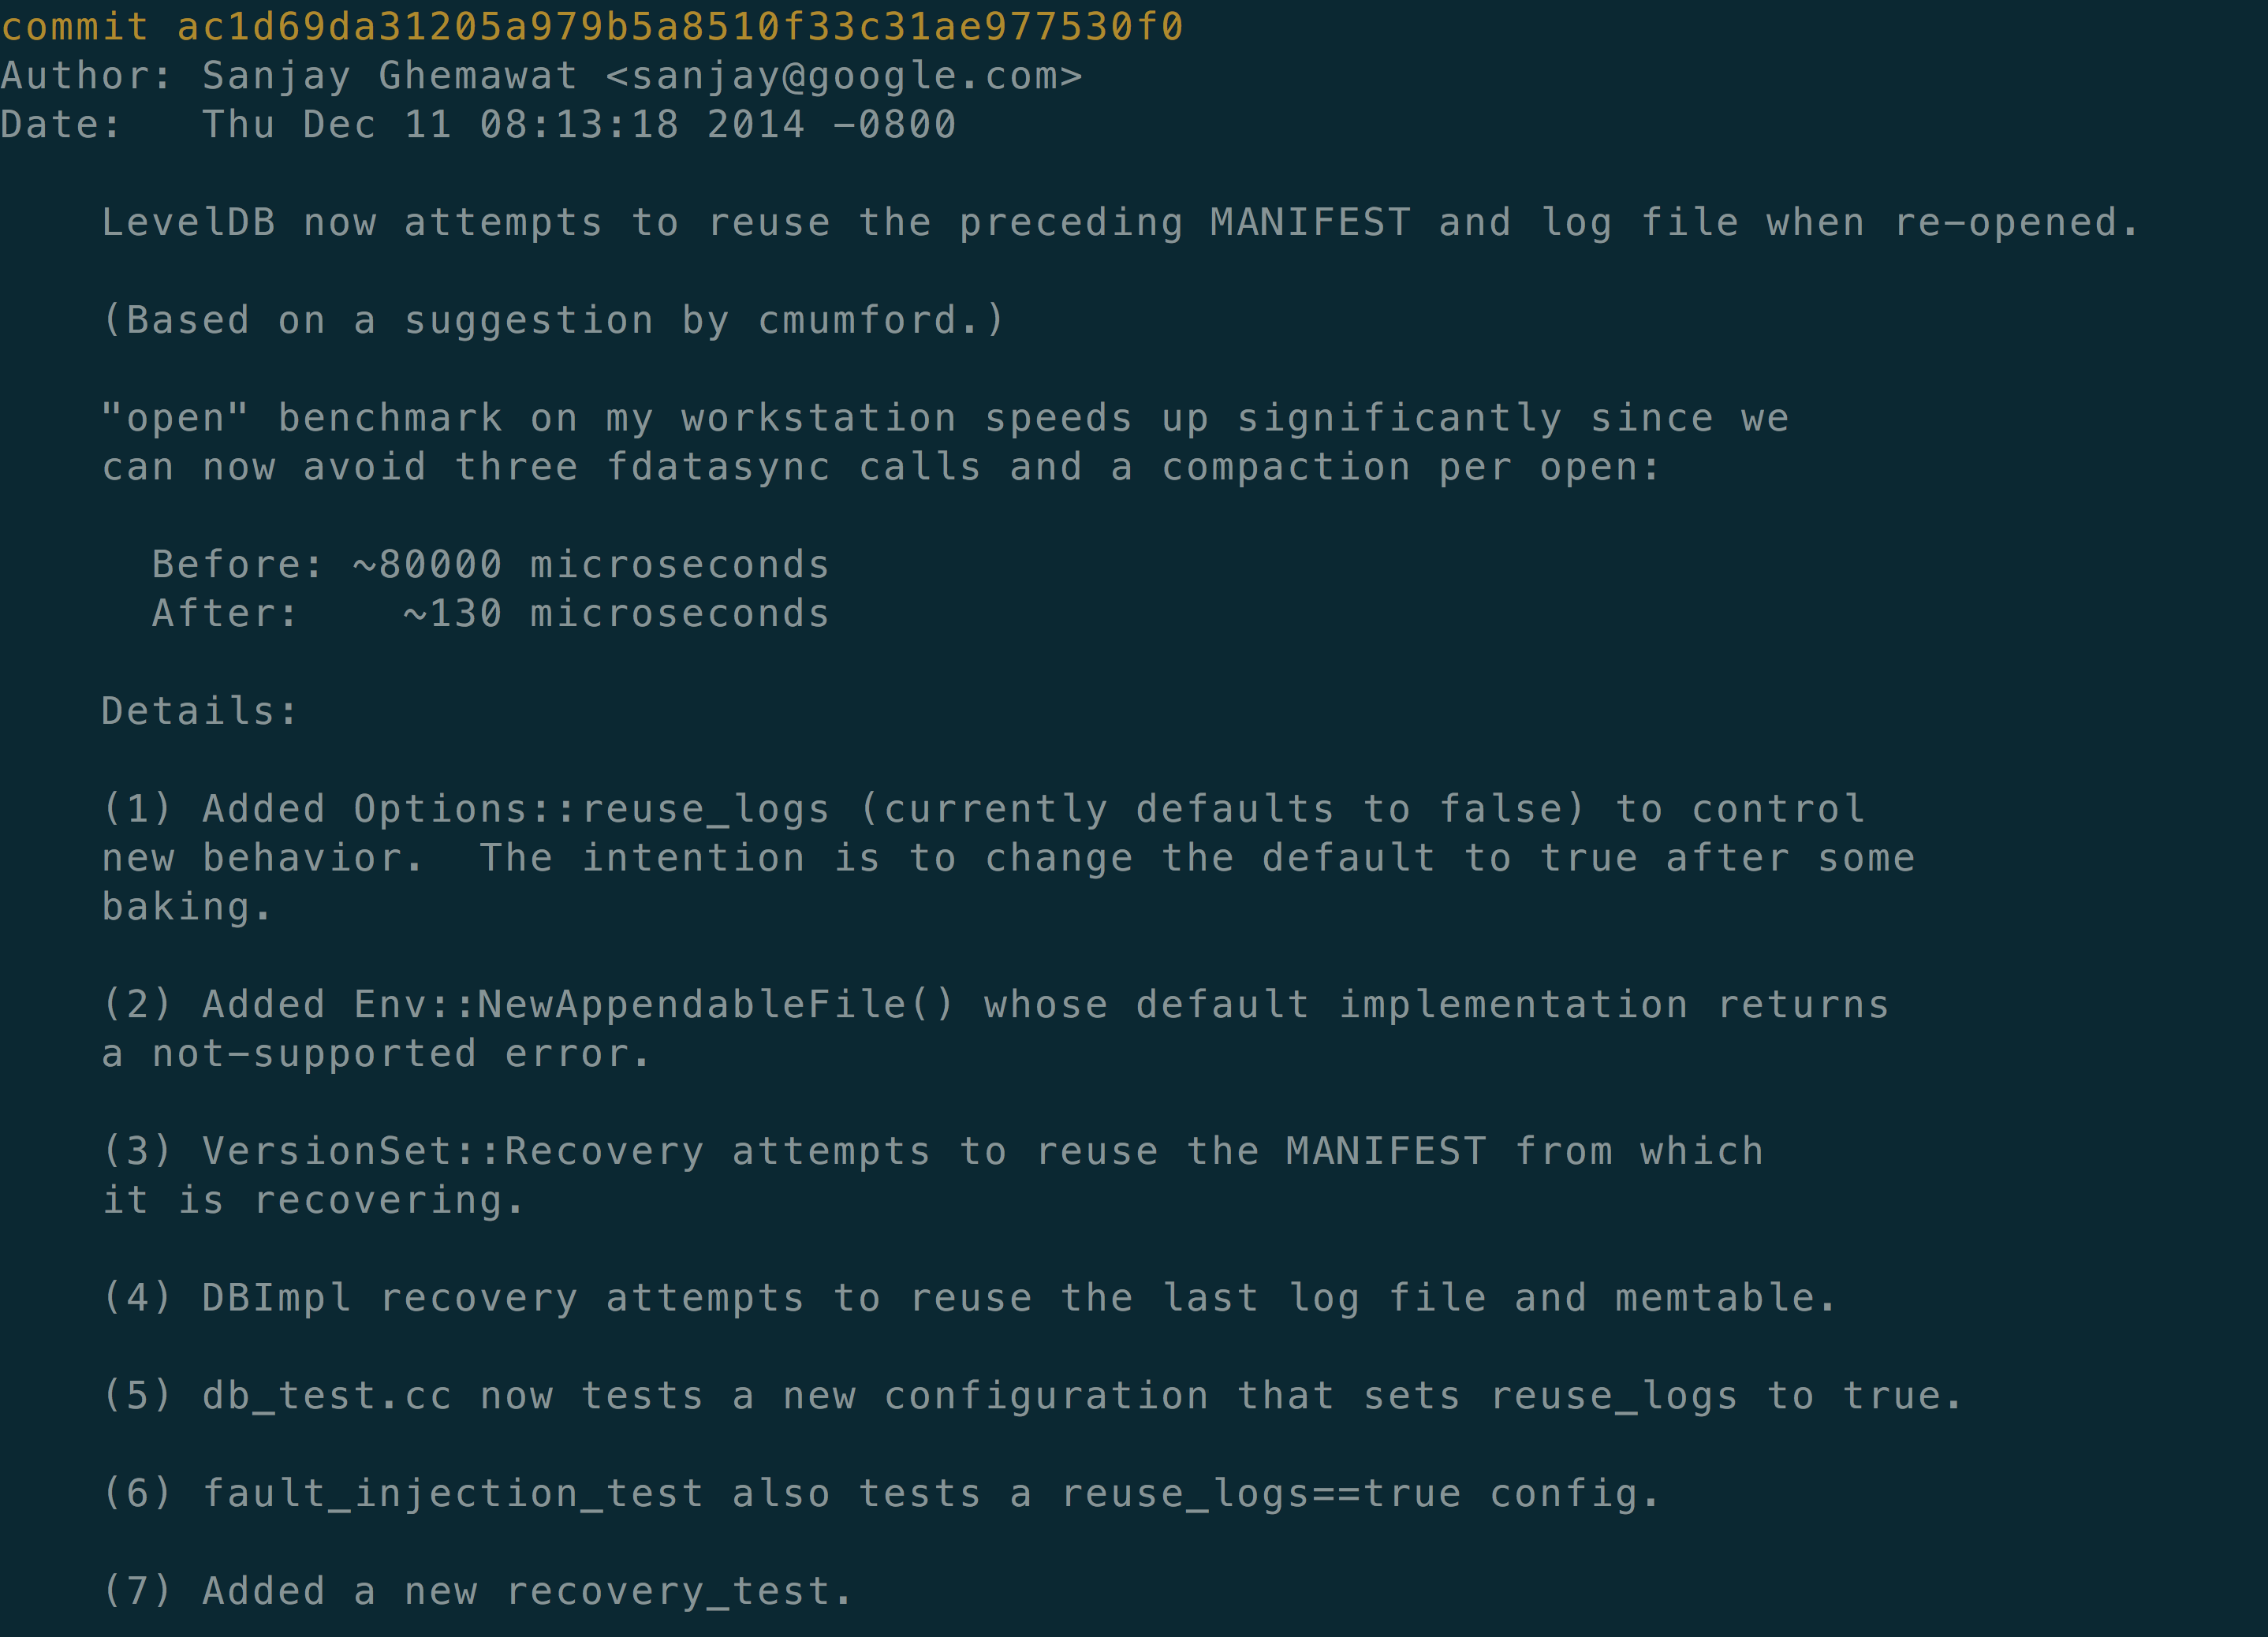 commit ac1d69da31205a979b5a8510f33c31ae977530f0
Author: Sanjay Ghemawat <sanjay@google.com>
Date:   Thu Dec 11 08:13:18 2014 -0800

    LevelDB now attempts to reuse the preceding MANIFEST and log file when re-opened.

    (Based on a suggestion by cmumford.)

    "open" benchmark on my workstation speeds up significantly since we
    can now avoid three fdatasync calls and a compaction per open:

      Before: ~80000 microseconds
      After:    ~130 microseconds

    Details:

    (1) Added Options::reuse_logs (currently defaults to false) to control
    new behavior.  The intention is to change the default to true after some
    baking.

    (2) Added Env::NewAppendableFile() whose default implementation returns
    a not-supported error.

    (3) VersionSet::Recovery attempts to reuse the MANIFEST from which
    it is recovering.

    (4) DBImpl recovery attempts to reuse the last log file and memtable.

    (5) db_test.cc now tests a new configuration that sets reuse_logs to true.

    (6) fault_injection_test also tests a reuse_logs==true config.

    (7) Added a new recovery_test.